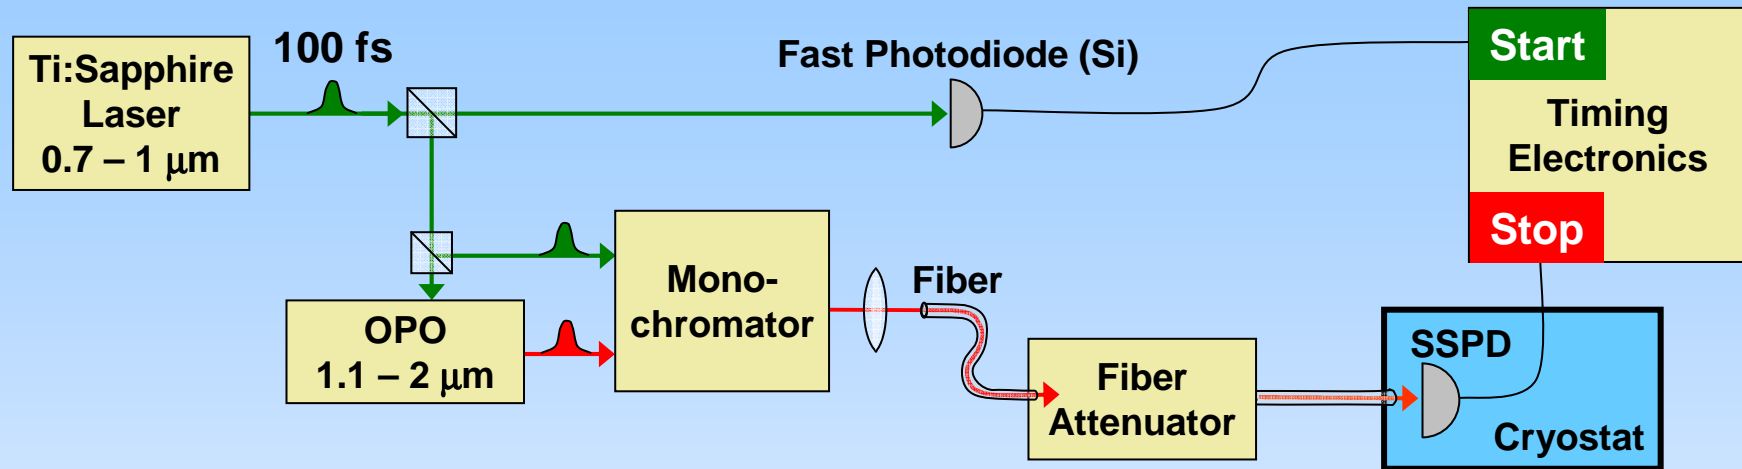 Ti:Sapphire
Laser
0.7 – 1 μm
100 fs
Fast Photodiode (Si)
Start
Timing
Electronics
Stop
OPO
1.1 – 2 μm
Mono-
chromator
Fiber
Fiber
Attenuator
SSPD
Cryostat